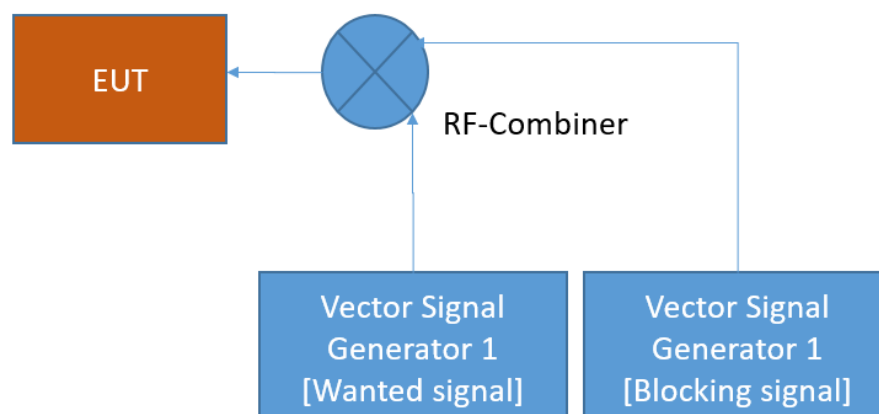 EUT
RF-Combiner
Vector Signal
Generator 1
[Wanted signal]
Vector Signal
Generator 1
[Blocking signal]